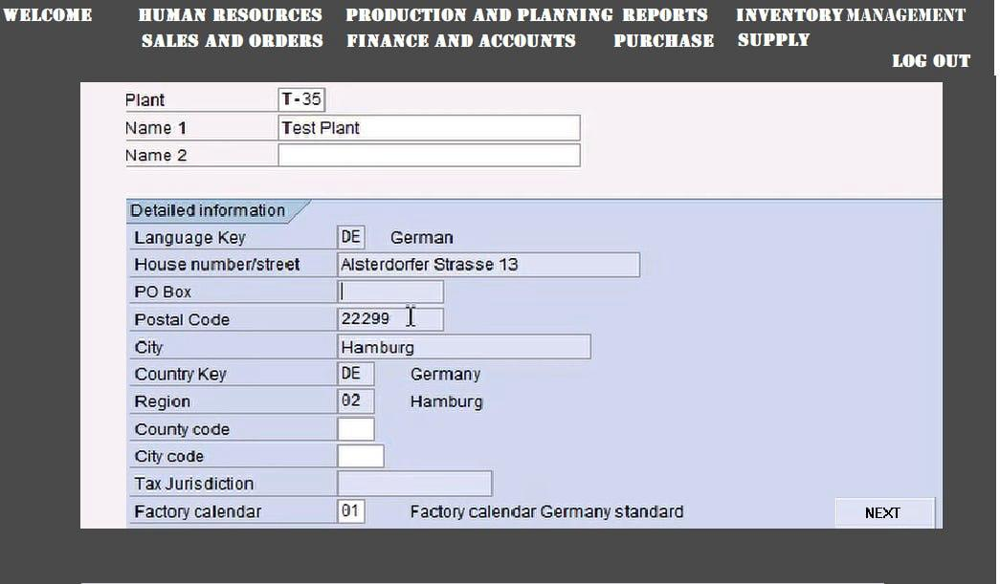 WELCOME HUMAN RESOURCES PRODUCTION AND PLANNING REPORTS INVENTORY MANAGEMENT
SALES AND ORDERS FINANCE AND ACCOUNTS PURCHASE SUPPLY
LOG OUT
Plant T-35
Name 1 Test Plant
Name 2
Detailed information
Language Key DE German
House number/street Alsterdorfer Strasse 13
PO Box
Postal Code 22299
City Hamburg
Country Key DE Germany
Region 02 Hamburg
County code
City code
Tax Jurisdiction
Factory calendar 01 Factory calendar Germany standard
NEXT